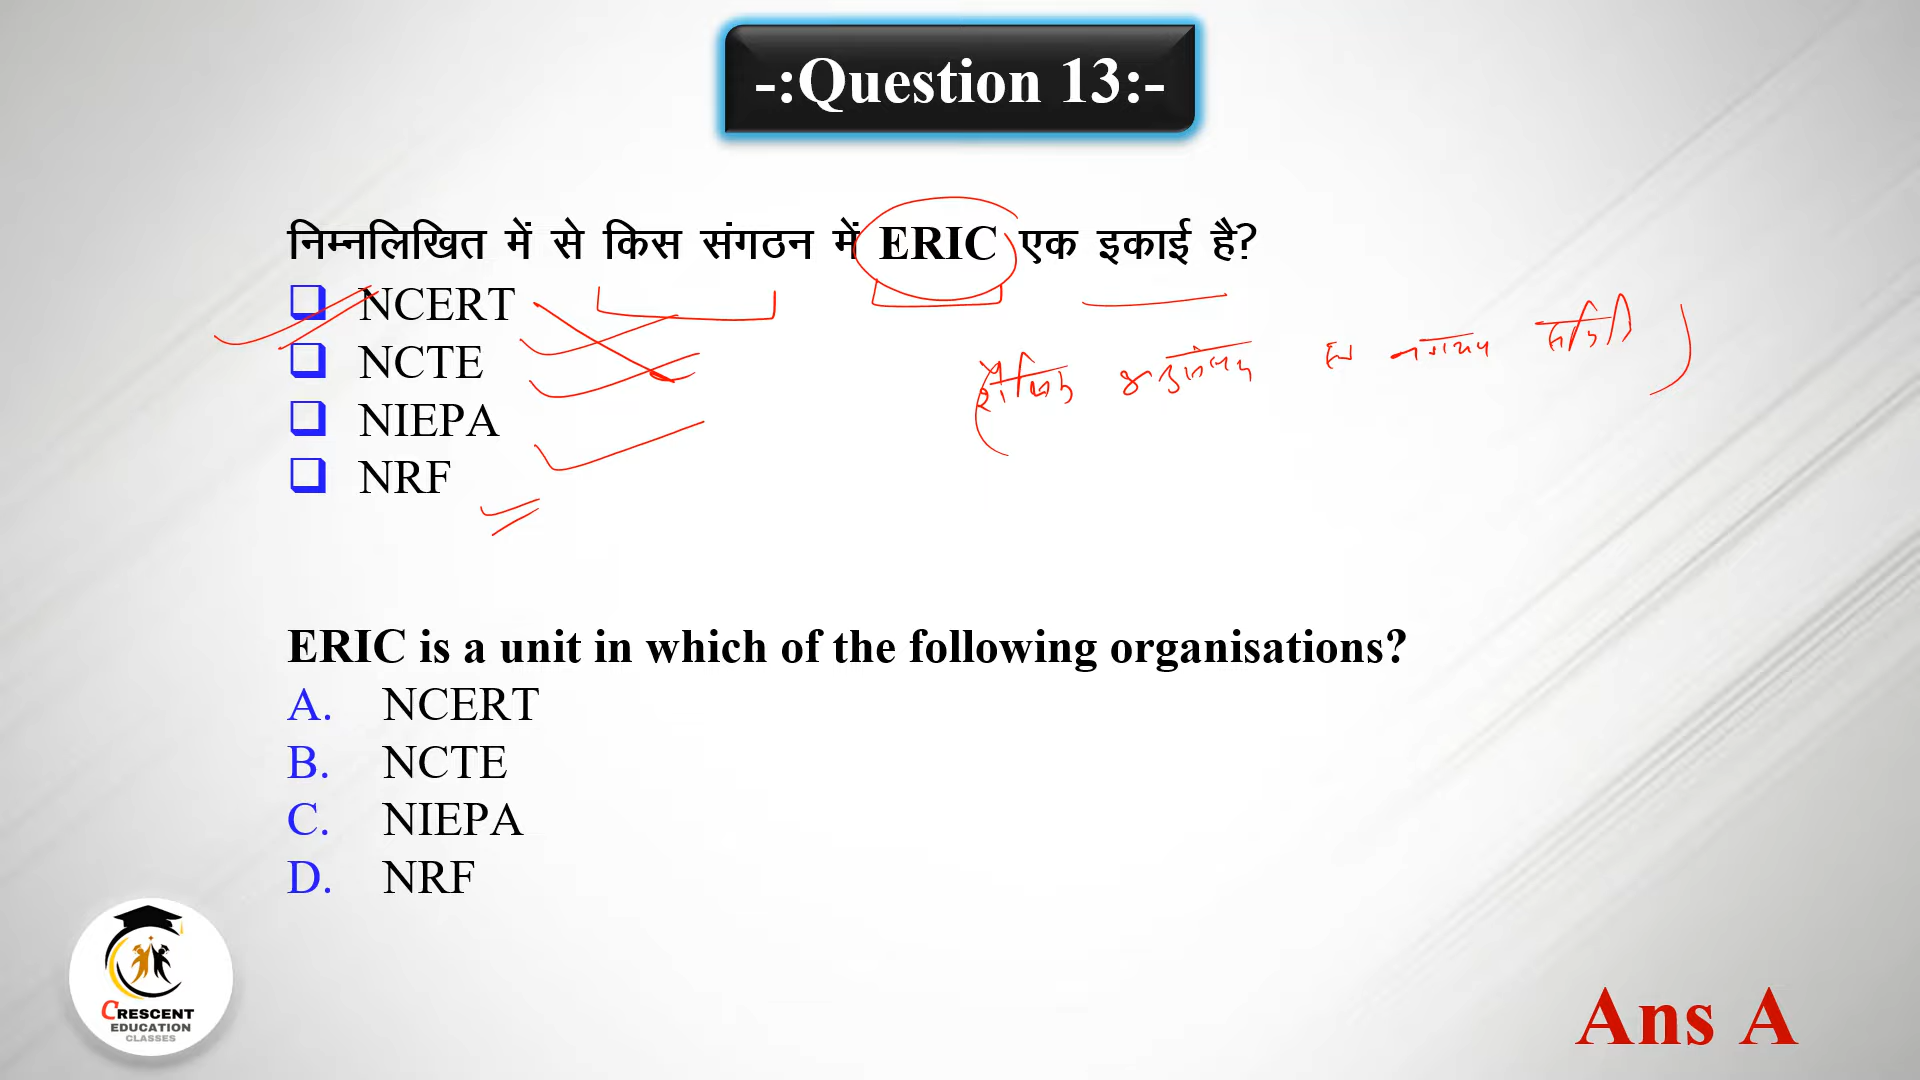 -:Question 13:-
निम्नलिखित में से किस संगठन में ERIC एक इकाई है?
NCERT
NCTE
NIEPA
NRF
ERIC is a unit in which of the following organisations?
A. NCERT
B. NCTE
C. NIEPA
D. NRF
CRESCENT
EDUCATION
CLASSES
Ans A